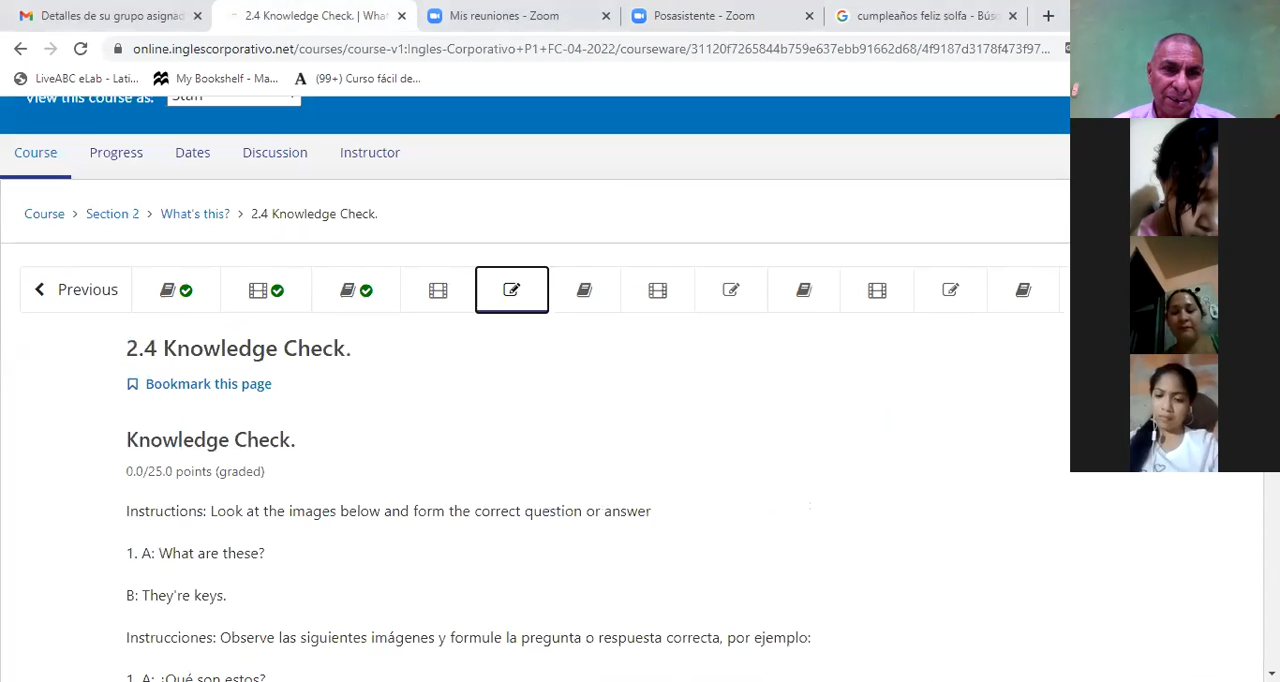 Detalles de su grupo asignad
2.4 Knowledge Check. | What
Mis reuniones - Zoom
Posasistente - Zoom
cumpleaños feliz solfa - Bús
online.inglescorporativo.net/courses/course-v1:Ingles-Corporativo+P1+FC-04-2022/courseware/31120f7265844b759e637ebb91662d68/4f9187d3178f473f97...
LiveABC eLab - Lati...
My Bookshelf - Ma...
(99+) Curso fácil de...
View this course as:
Staff
Course
Progress
Dates
Discussion
Instructor
Course > Section 2 > What's this? > 2.4 Knowledge Check.
Previous
2.4 Knowledge Check.
Bookmark this page
Knowledge Check.
0.0/25.0 points (graded)
Instructions: Look at the images below and form the correct question or answer
1. A: What are these?
B: They're keys.
Instrucciones: Observe las siguientes imágenes y formule la pregunta o respuesta correcta, por ejemplo:
1. A: ¿Qué son estos?